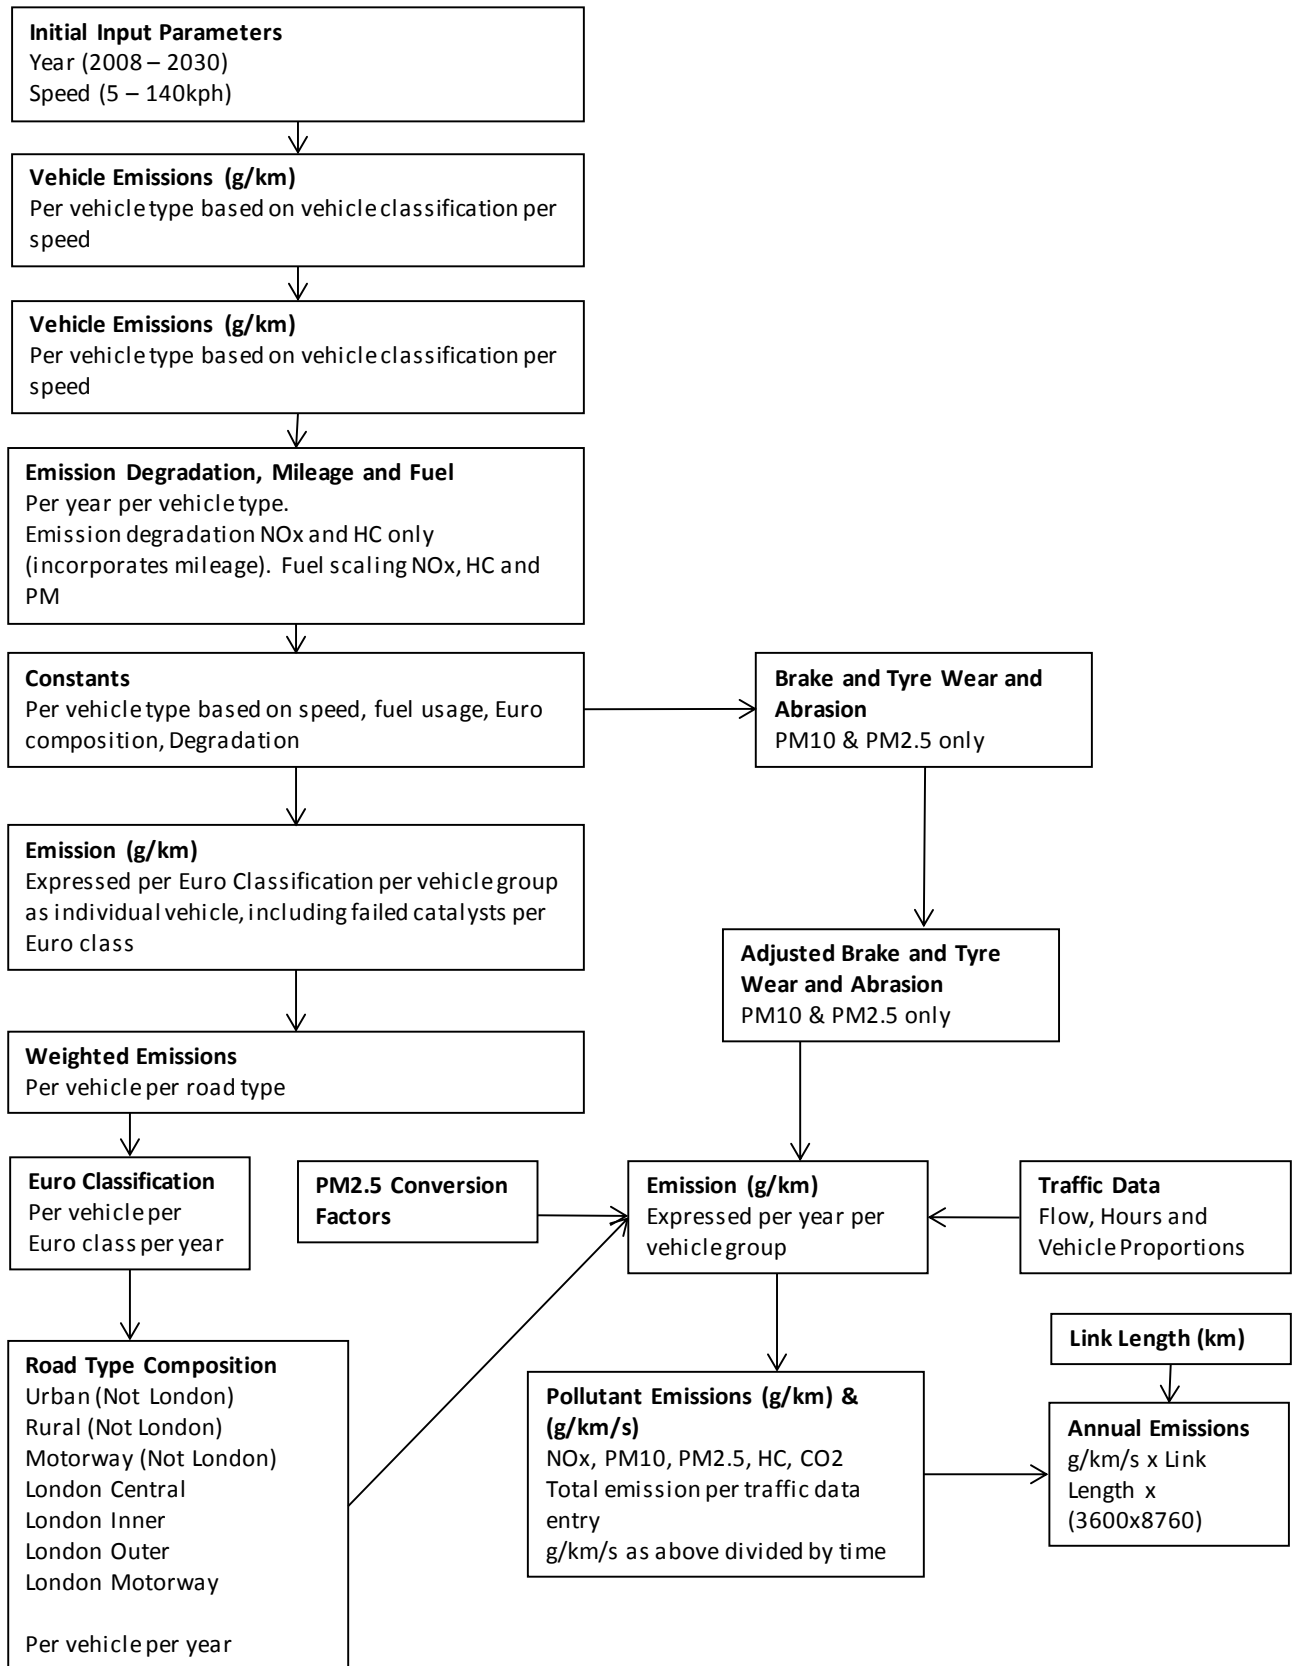 Initial Input Parameters
Year (2008 – 2030)
Speed (5 – 140kph)
Vehicle Emissions (g/km)
Per vehicle type based on vehicle classification per
speed
Vehicle Emissions (g/km)
Per vehicle type based on vehicle classification per
speed
Emission Degradation, Mileage and Fuel
Per year per vehicle type.
Emission degradation NOx and HC only
(incorporates mileage). Fuel scaling NOx, HC and
PM
Constants
Per vehicle type based on speed, fuel usage, Euro
composition, Degradation
Brake and Tyre Wear and
Abrasion
PM10 & PM2.5 only
Emission (g/km)
Expressed per Euro Classification per vehicle group
as individual vehicle, including failed catalysts per
Euro class
Adjusted Brake and Tyre
Wear and Abrasion
PM10 & PM2.5 only
Weighted Emissions
Per vehicle per road type
Euro Classification
Per vehicle per
Euro class per year
PM2.5 Conversion
Factors
Emission (g/km)
Expressed per year per
vehicle group
Traffic Data
Flow, Hours and
Vehicle Proportions
Road Type Composition
Urban (Not London)
Rural (Not London)
Motorway (Not London)
London Central
London Inner
London Outer
London Motorway
Per vehicle per year
Pollutant Emissions (g/km) &
(g/km/s)
NOx, PM10, PM2.5, HC, CO2
Total emission per traffic data
entry
g/km/s as above divided by time
Link Length (km)
Annual Emissions
g/km/s x Link
Length x
(3600x8760)